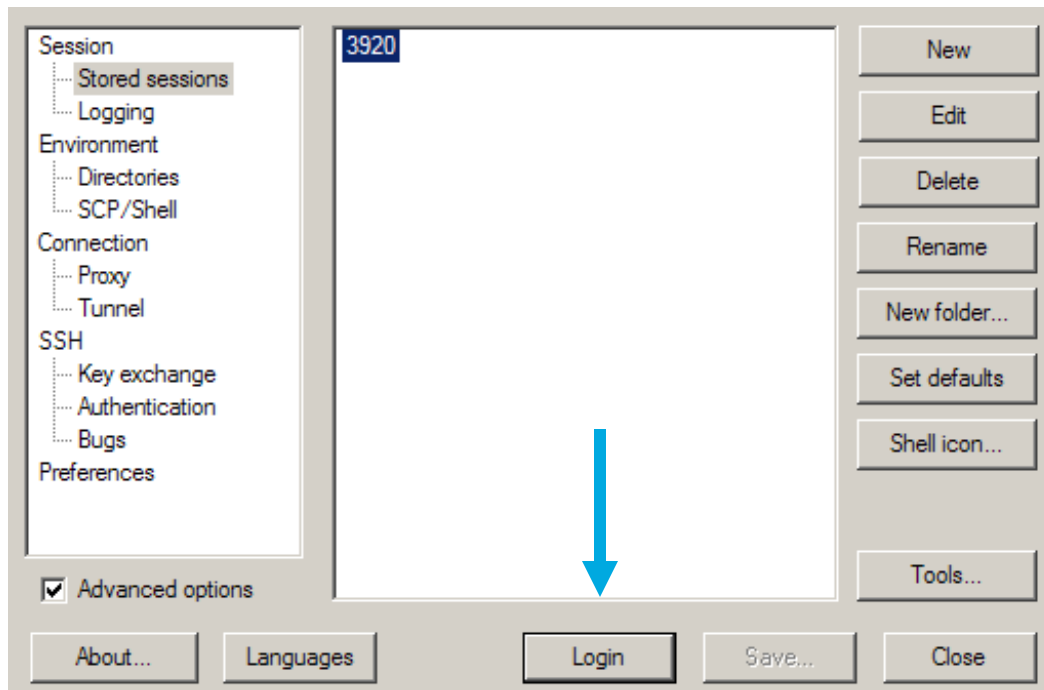 Session
Stored sessions
Logging
Environment
Directories
SCP/Shell
Connection
Proxy
Tunnel
SSH
Key exchange
Authentication
Bugs
Preferences
Advanced options
3920
New
Edit
Delete
Rename
New folder...
Set defaults
Shell icon...
Tools...
About...
Languages
Login
Save...
Close